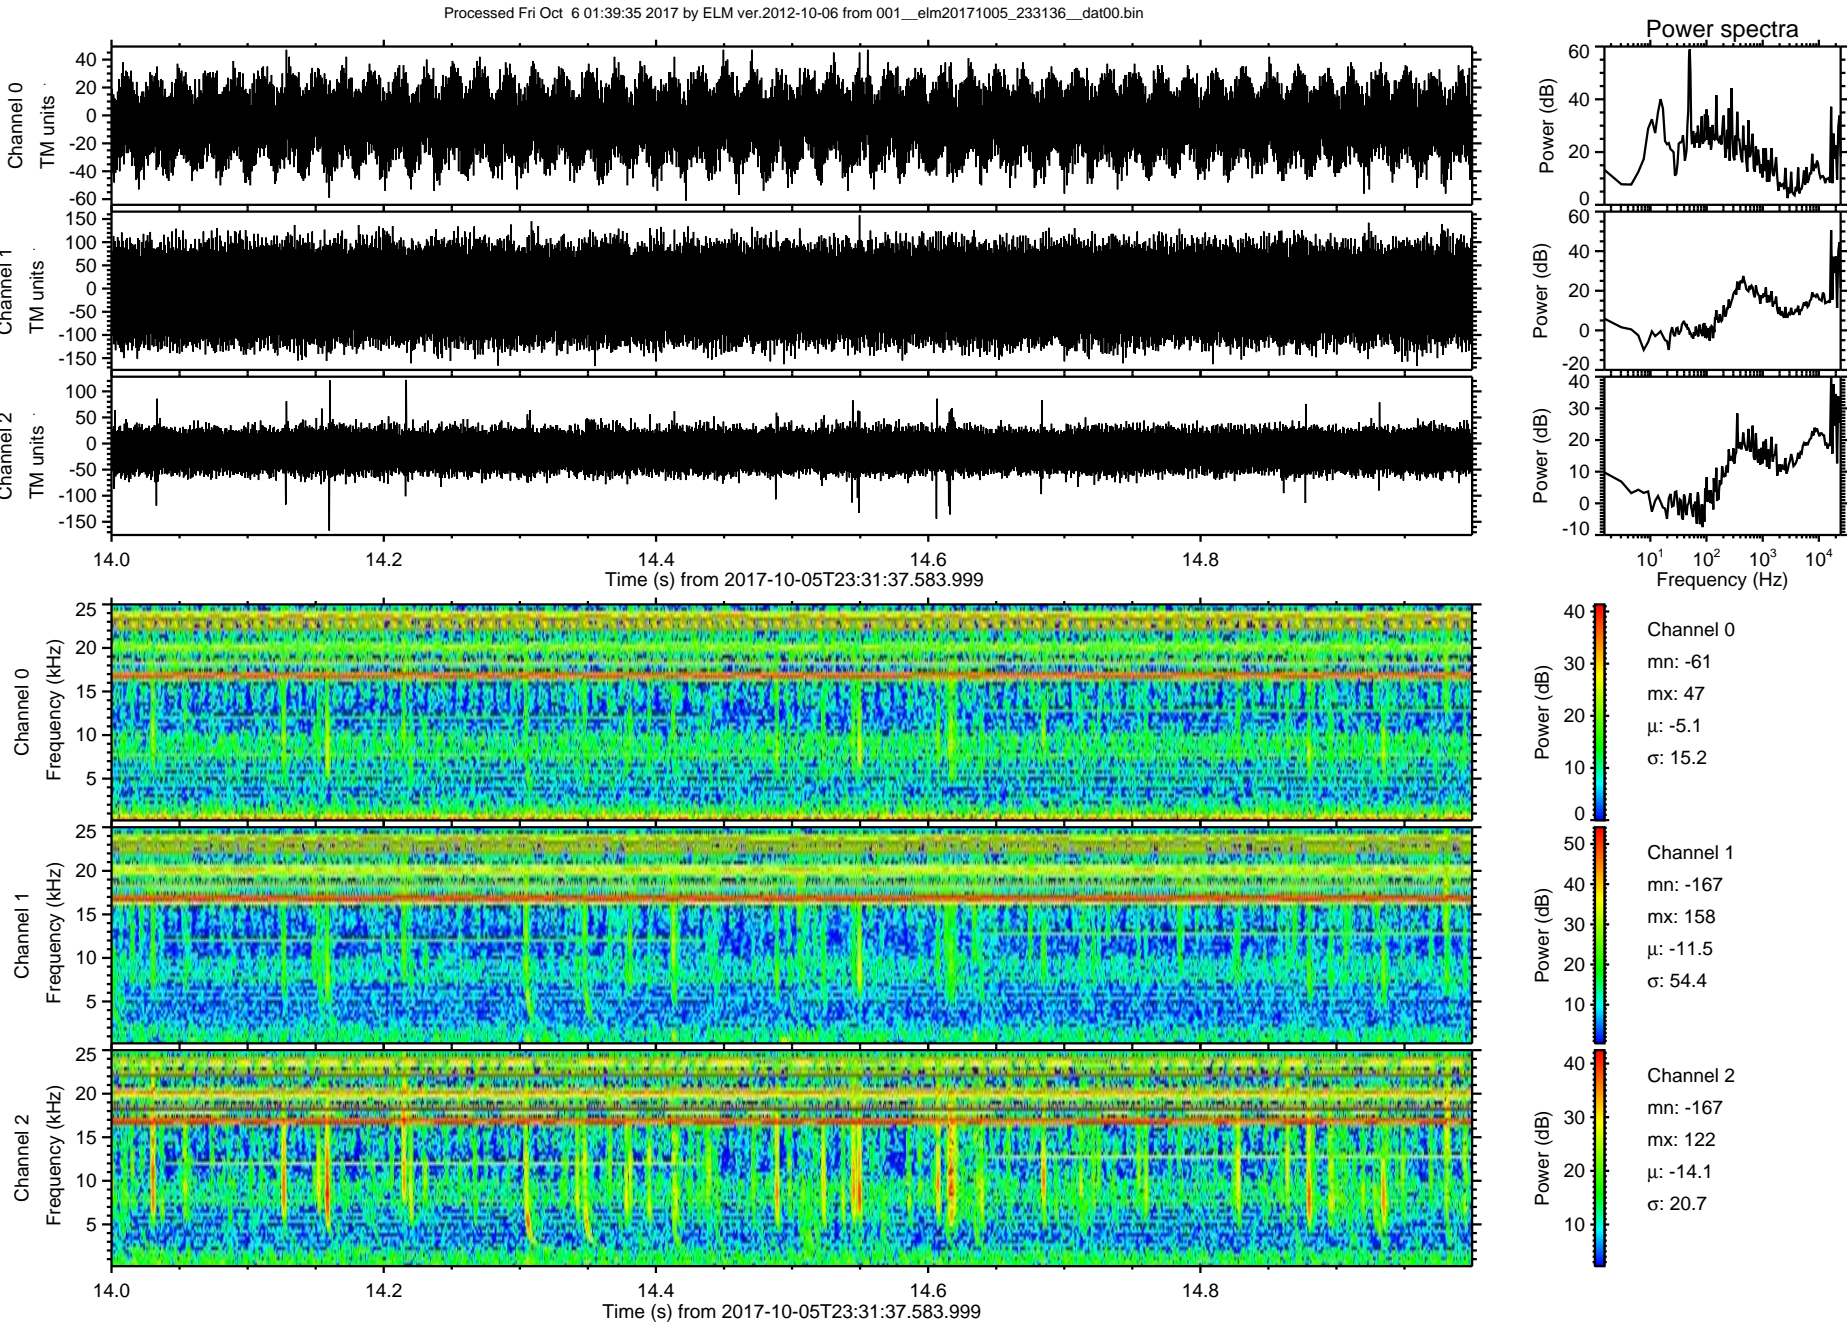 Processed Fri Oct  6 01:39:35 2017 by ELM ver.2012-10-06 from 001__elm20171005_233136__dat00.bin
Power spectra
Channel 0
TM units
40
20
0
-20
-40
-60
Power (dB)
60
40
20
0
Channel 1
TM units
150
100
50
0
-50
-100
-150
Power (dB)
60
40
20
0
-20
Channel 2
TM units
100
50
0
-50
-100
-150
Power (dB)
40
30
20
10
0
-10
14.0 14.2 14.4 14.6 14.8
Time (s) from 2017-10-05T23:31:37.583.999
10^1 10^2 10^3 10^4
Frequency (Hz)
Channel 0
Frequency (kHz)
25
20
15
10
5
Power (dB)
40
30
20
10
0
Channel 0
mn: -61
mx: 47
μ: -5.1
σ: 15.2
Channel 1
Frequency (kHz)
25
20
15
10
5
Power (dB)
50
40
30
20
10
Channel 1
mn: -167
mx: 158
μ: -11.5
σ: 54.4
Channel 2
Frequency (kHz)
25
20
15
10
5
Power (dB)
40
30
20
10
Channel 2
mn: -167
mx: 122
μ: -14.1
σ: 20.7
14.0 14.2 14.4 14.6 14.8
Time (s) from 2017-10-05T23:31:37.583.999